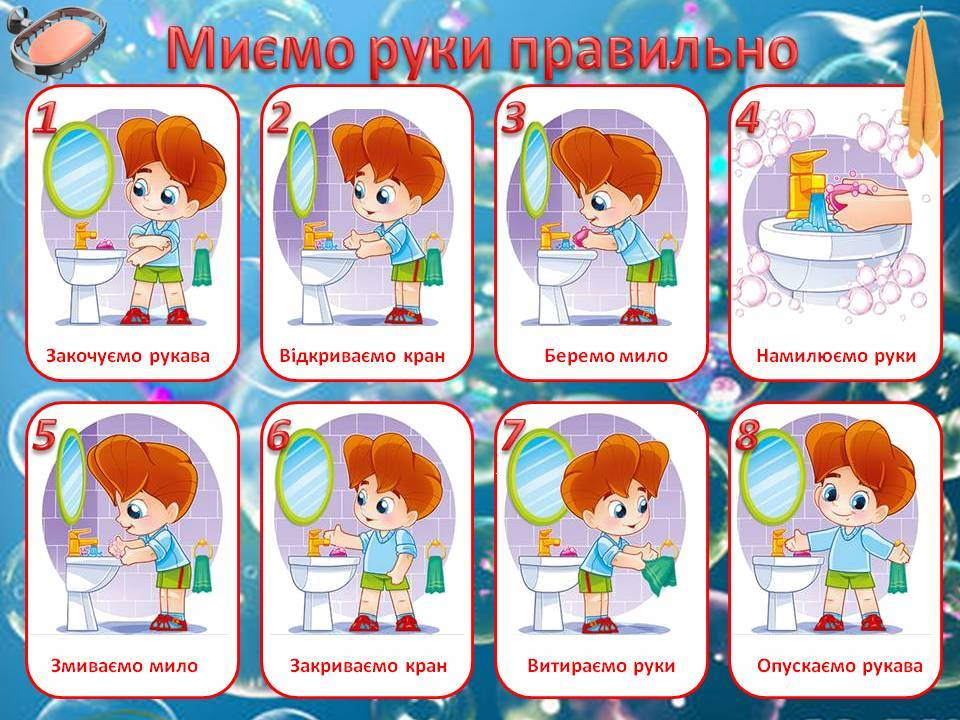 Миємо руки правильно
1
Закочуємо рукава
2
Відкриваємо кран
3
Беремо мило
4
Намилюємо руки
5
Змиваємо мило
6
Закриваємо кран
7
Витираємо руки
8
Опускаємо рукава